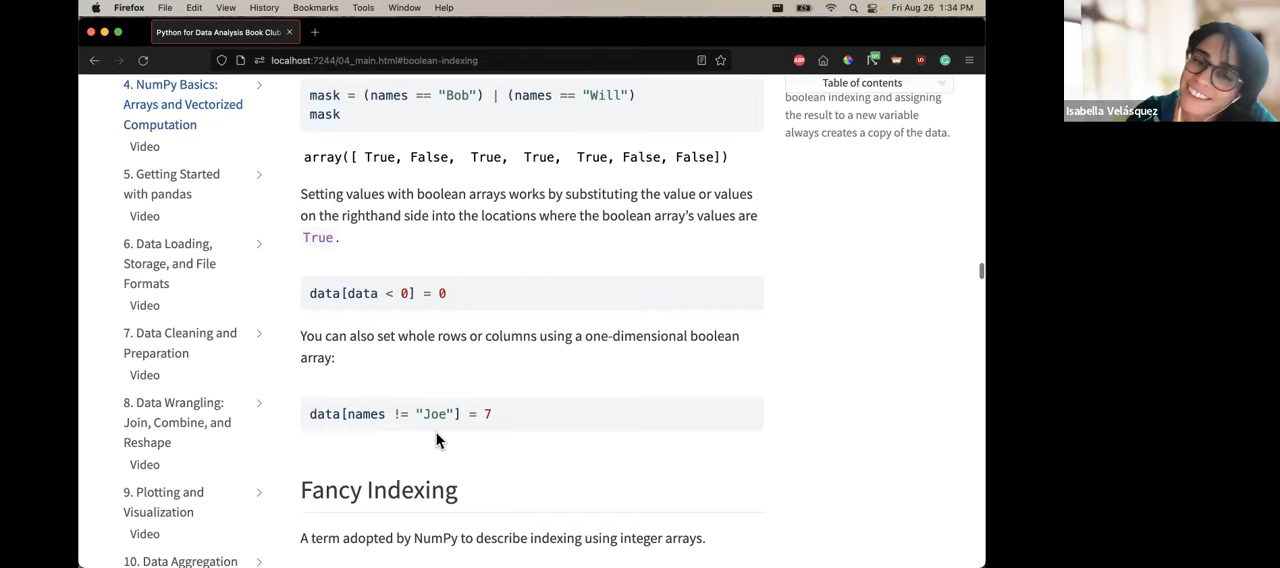 Firefox File Edit View History Bookmarks Tools Window Help Fri Aug 26 1:34 PM
Python for Data Analysis Book Club
localhost:7244/04_main.html#boolean-indexing
4. NumPy Basics:
Arrays and Vectorized
Computation
Video
5. Getting Started
with pandas
Video
6. Data Loading,
Storage, and File
Formats
Video
7. Data Cleaning and
Preparation
Video
8. Data Wrangling:
Join, Combine, and
Reshape
Video
9. Plotting and
Visualization
Video
10. Data Aggregation
mask = (names == "Bob") | (names == "Will")
mask
array([ True, False,  True,  True,  True, False, False])
Setting values with boolean arrays works by substituting the value or values
on the righthand side into the locations where the boolean array's values are
True.
data[data < 0] = 0
You can also set whole rows or columns using a one-dimensional boolean
array:
data[names != "Joe"] = 7
Fancy Indexing
A term adopted by NumPy to describe indexing using integer arrays.
Table of contents
boolean indexing and assigning
the result to a new variable
always creates a copy of the data.
Isabella Velásquez